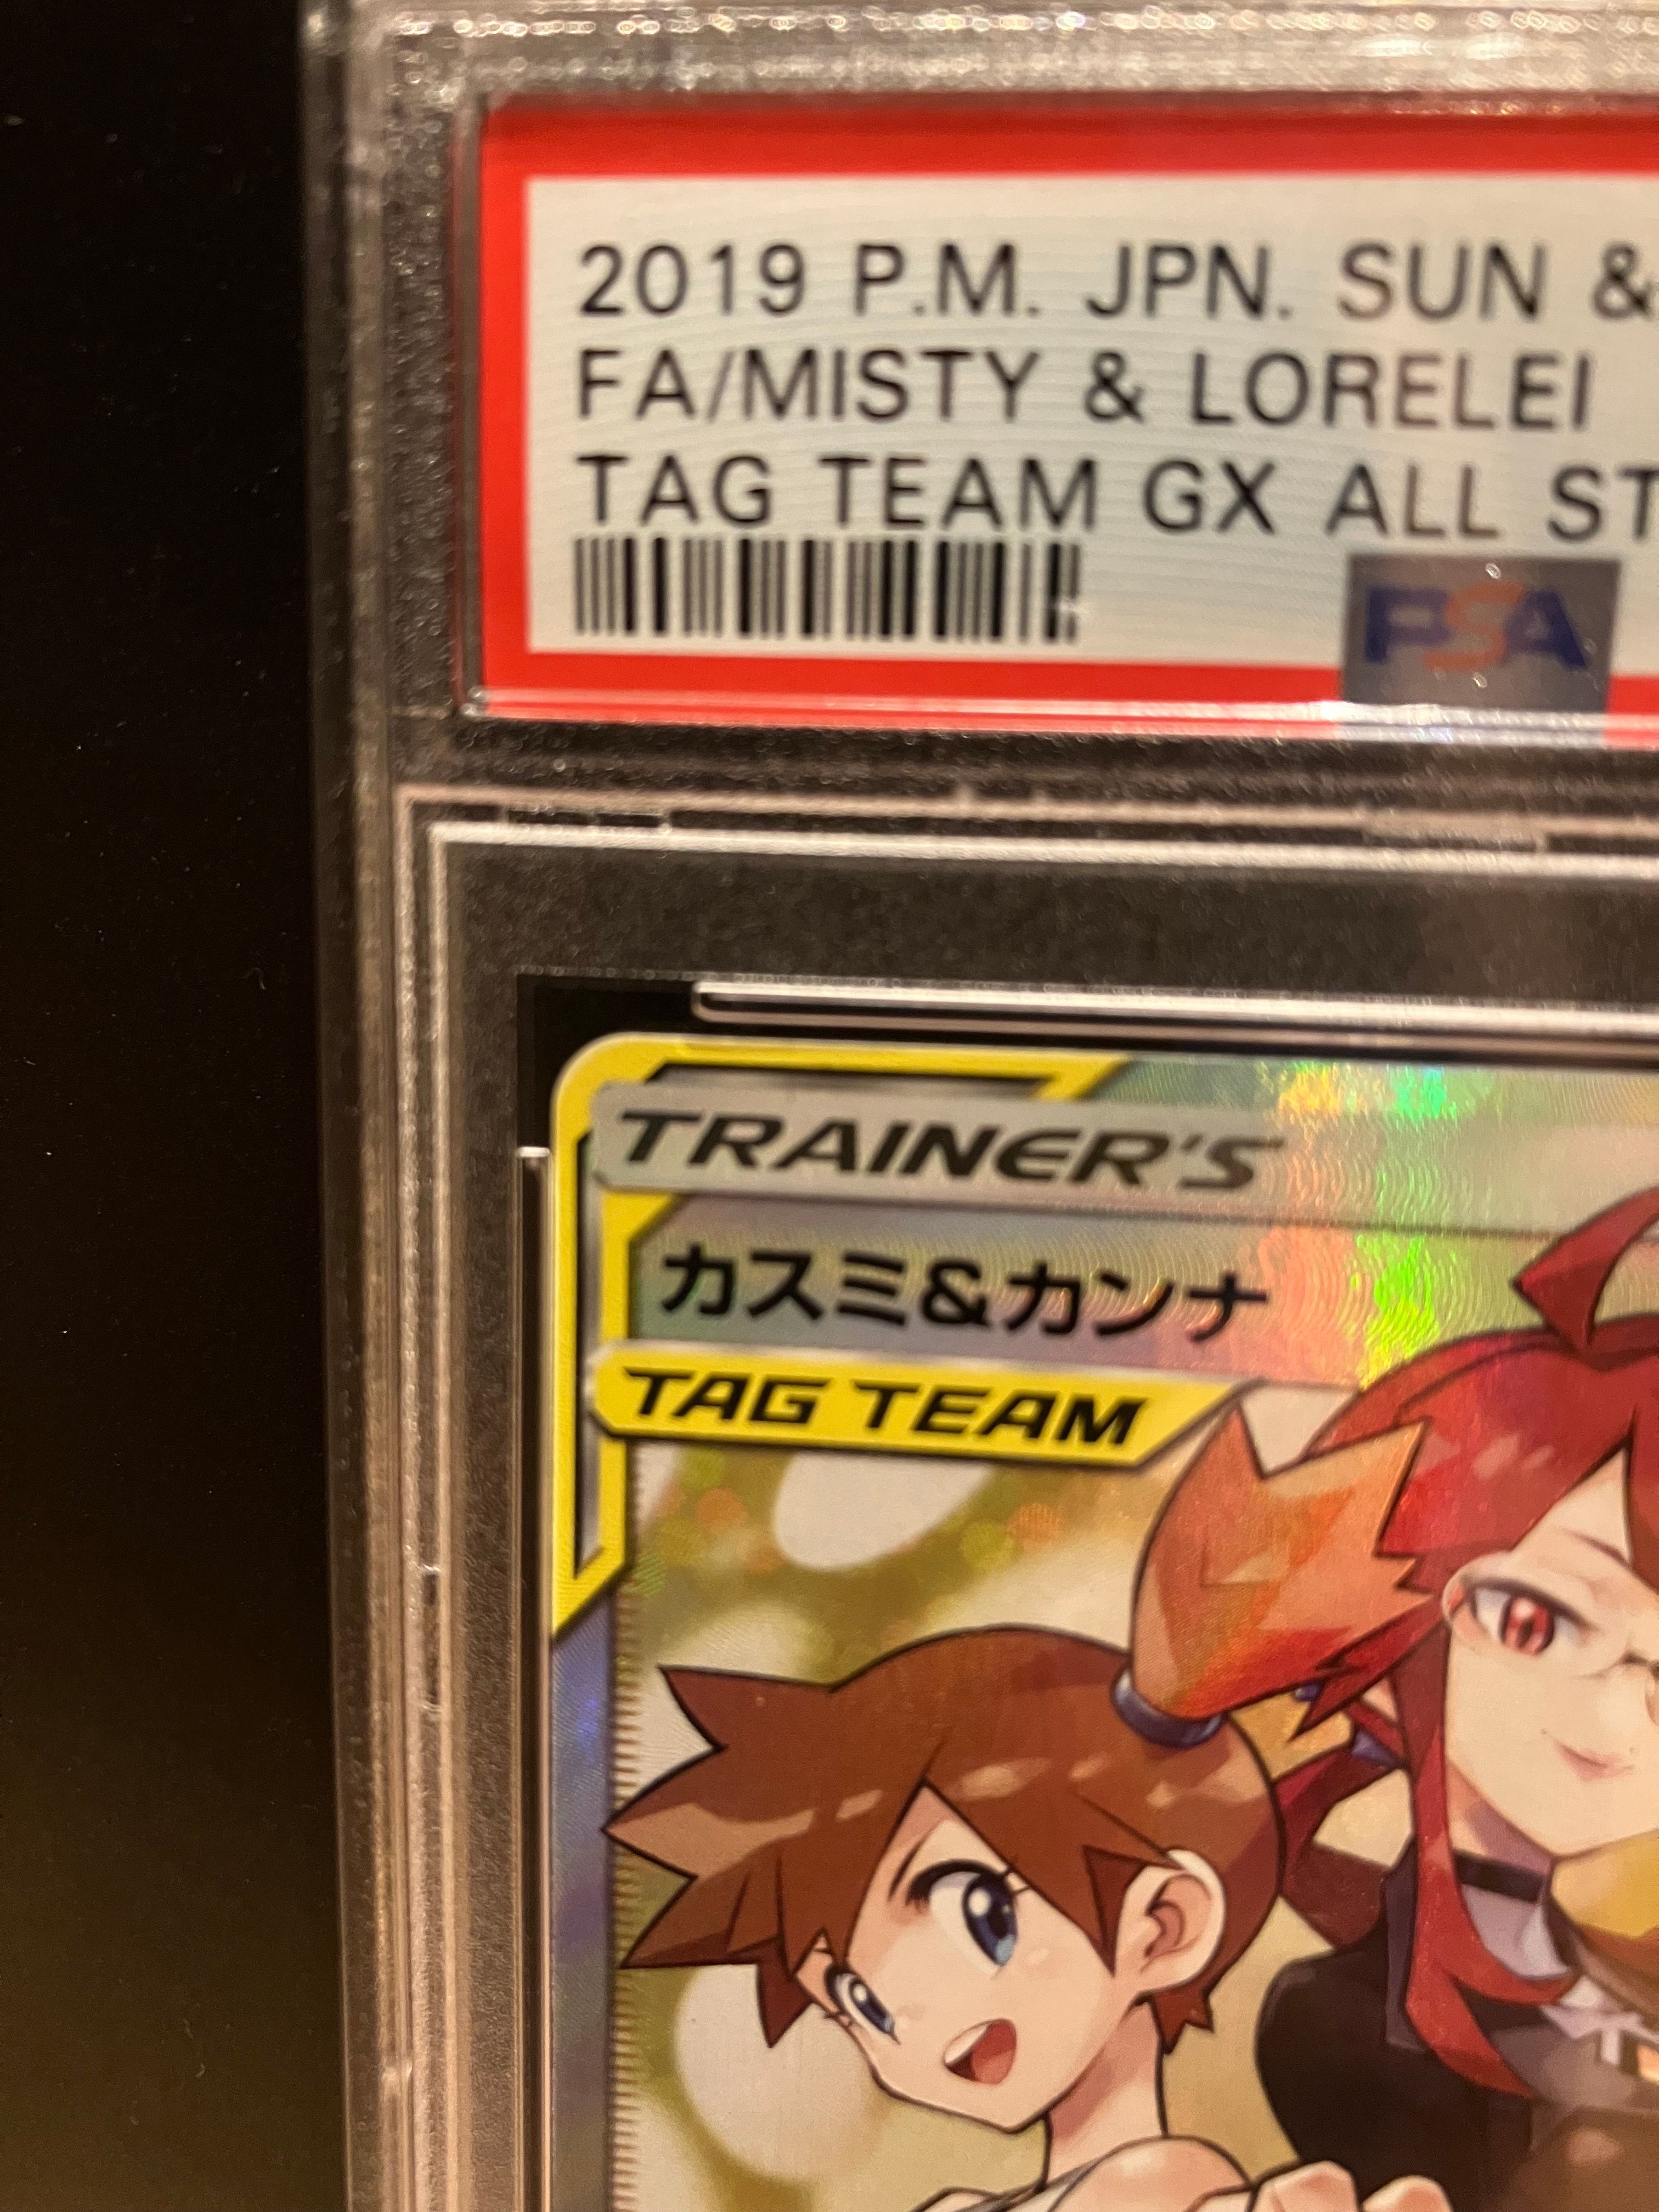 2019 P.M. JPN. SUN &
FA/MISTY & LORELEI
TAG TEAM GX ALL ST
PSA
TRAINER'S
カスミ&カンナ
TAG TEAM